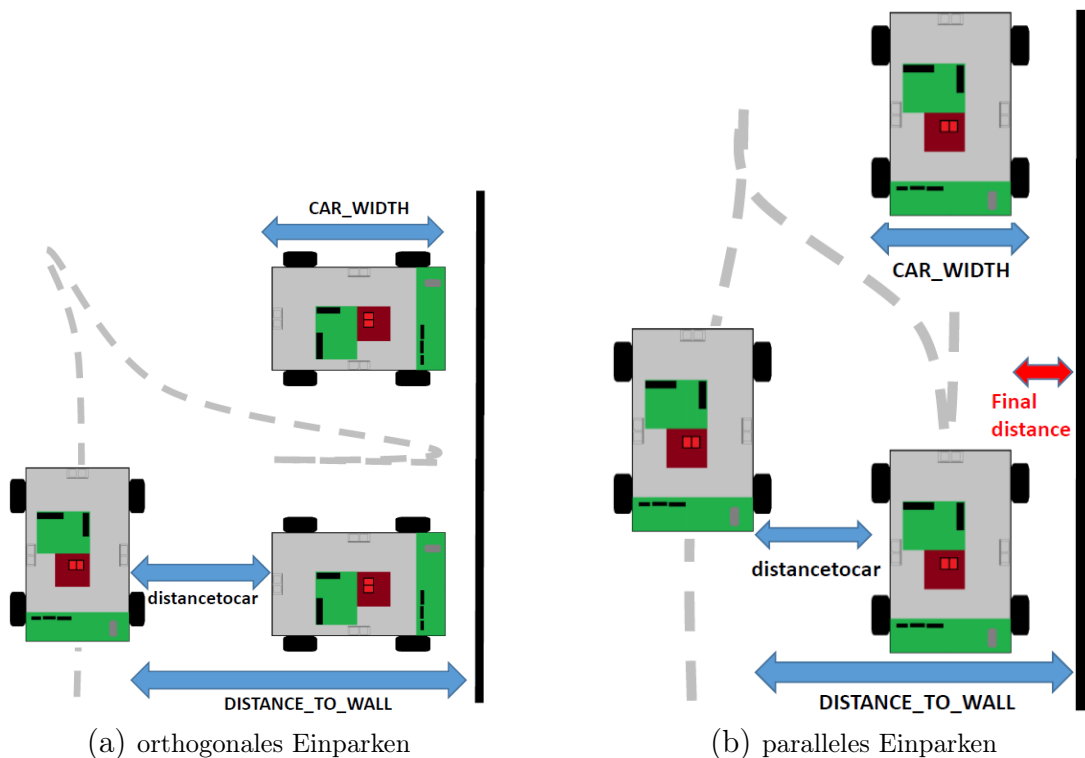 CAR_WIDTH
distancetocar
DISTANCE_TO_WALL
(a) orthogonales Einparken
CAR_WIDTH
Final
distance
distancetocar
DISTANCE_TO_WALL
(b) paralleles Einparken